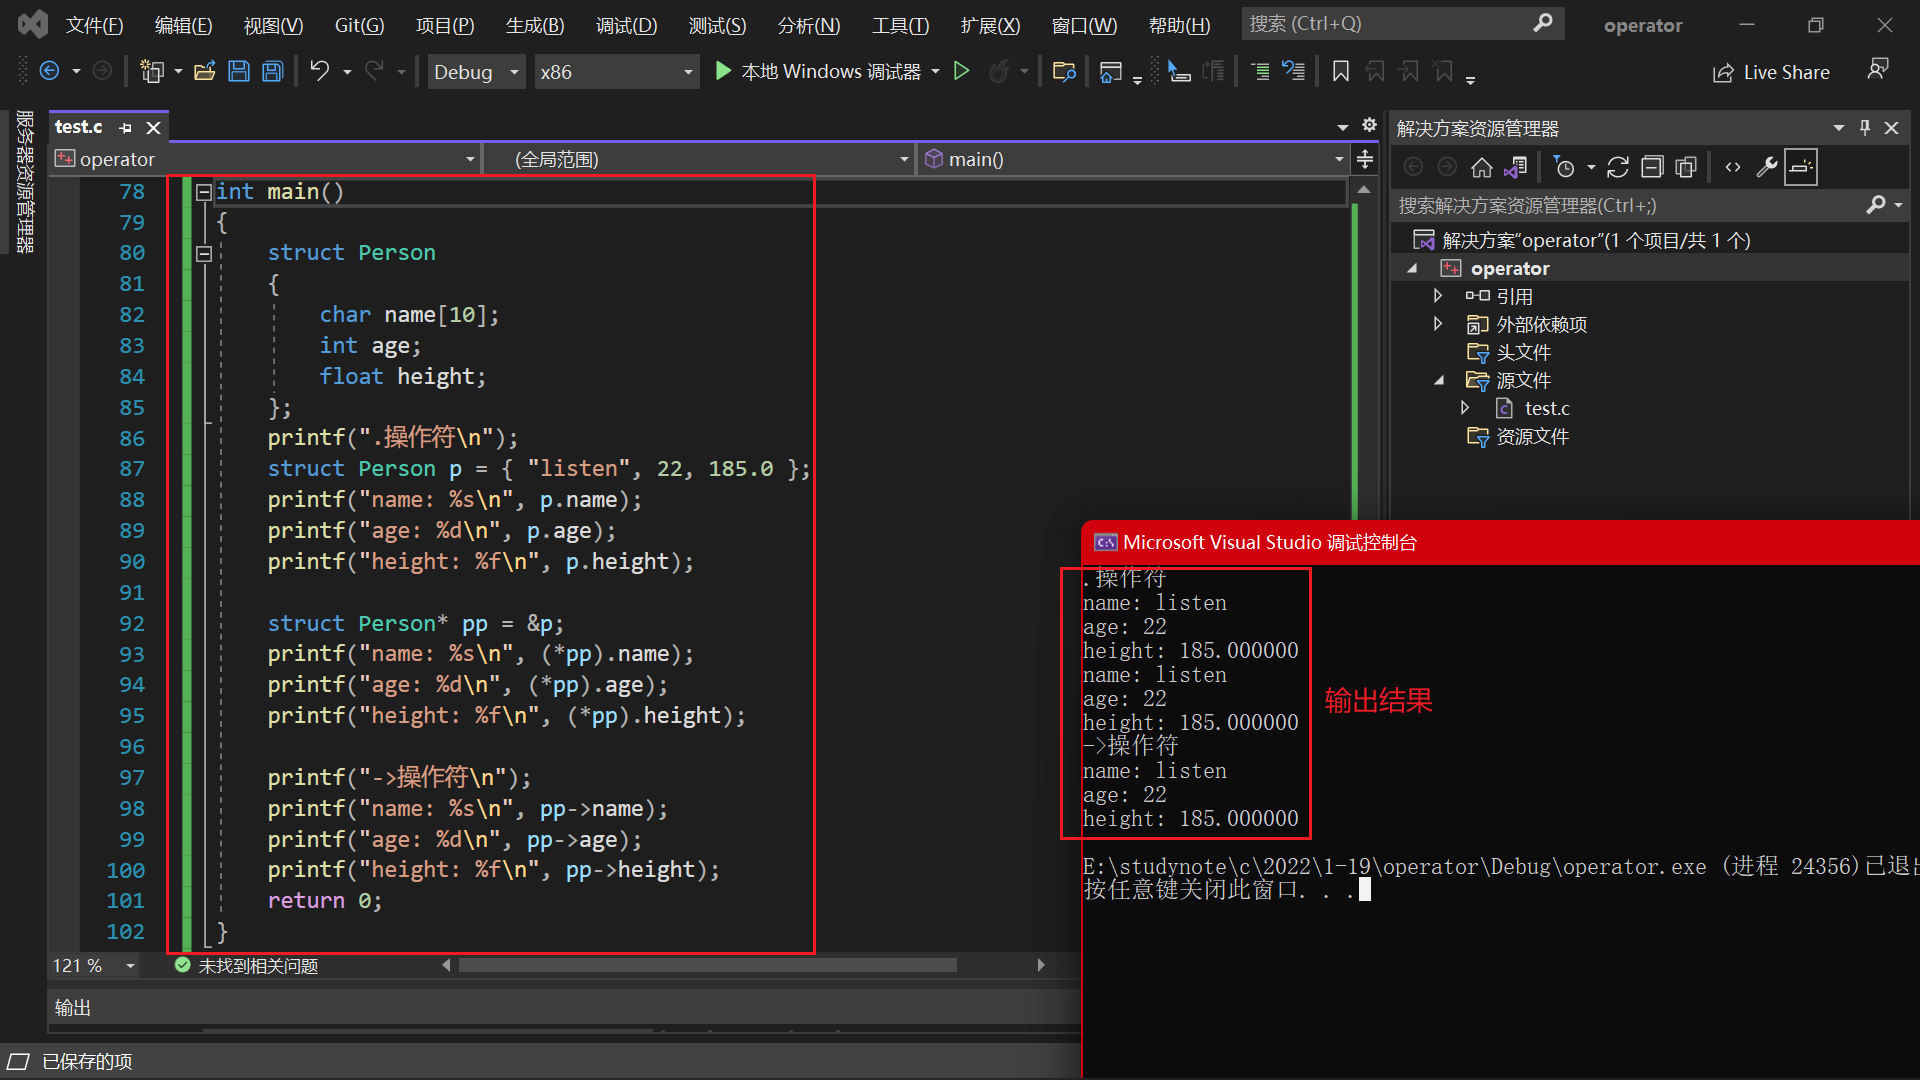 文件(F) 编辑(E) 视图(V) Git(G) 项目(P) 生成(B) 调试(D) 测试(S) 分析(N) 工具(T) 扩展(X) 窗口(W) 帮助(H) 搜索 (Ctrl+Q) operator
Debug x86 本地 Windows 调试器 Live Share
服务器资源管理器
test.c
operator (全局范围) main()
78 int main()
79 {
80 struct Person
81 {
82 char name[10];
83 int age;
84 float height;
85 };
86 printf(".操作符\n");
87 struct Person p = { "listen", 22, 185.0 };
88 printf("name: %s\n", p.name);
89 printf("age: %d\n", p.age);
90 printf("height: %f\n", p.height);
91
92 struct Person* pp = &p;
93 printf("name: %s\n", (*pp).name);
94 printf("age: %d\n", (*pp).age);
95 printf("height: %f\n", (*pp).height);
96
97 printf("->操作符\n");
98 printf("name: %s\n", pp->name);
99 printf("age: %d\n", pp->age);
100 printf("height: %f\n", pp->height);
101 return 0;
102 }
121 % 未找到相关问题
输出
已保存的项
解决方案资源管理器
搜索解决方案资源管理器(Ctrl+;)
解决方案“operator”(1 个项目/共 1 个)
operator
引用
外部依赖项
头文件
源文件
test.c
资源文件
Microsoft Visual Studio 调试控制台
.操作符
name: listen
age: 22
height: 185.000000
name: listen
age: 22
height: 185.000000
->操作符
name: listen
age: 22
height: 185.000000
输出结果
E:\studynote\c\2022\1-19\operator\Debug\operator.exe (进程 24356)已退出
按任意键关闭此窗口. . .